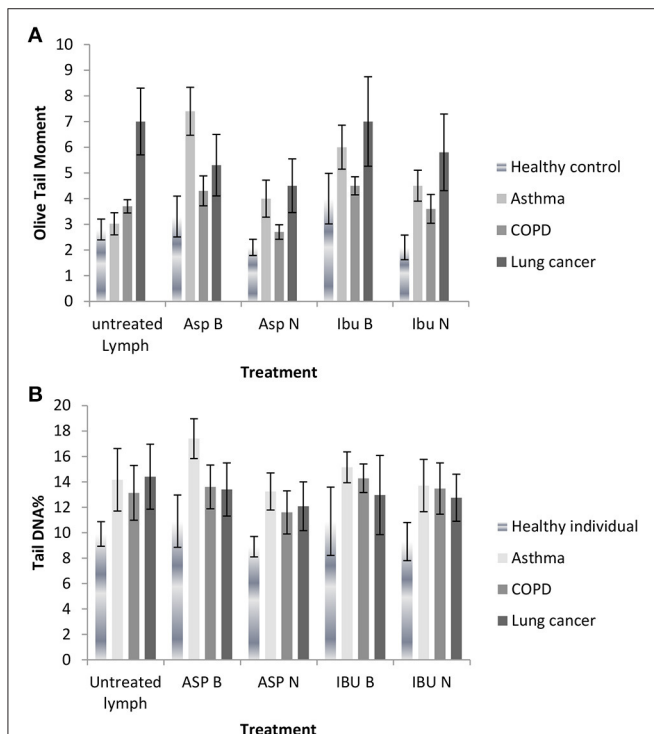 A
10
9
8
7
6
5
4
3
2
1
0
Olive Tail Moment
untreated Lymph
Asp B
Asp N
Ibu B
Ibu N
Treatment
Healthy control
Asthma
COPD
Lung cancer
B
20
18
16
14
12
10
8
6
4
2
0
Tail DNA%
Untreated lymph
ASP B
ASP N
IBU B
IBU N
Treatment
Healthy individual
Asthma
COPD
Lung cancer